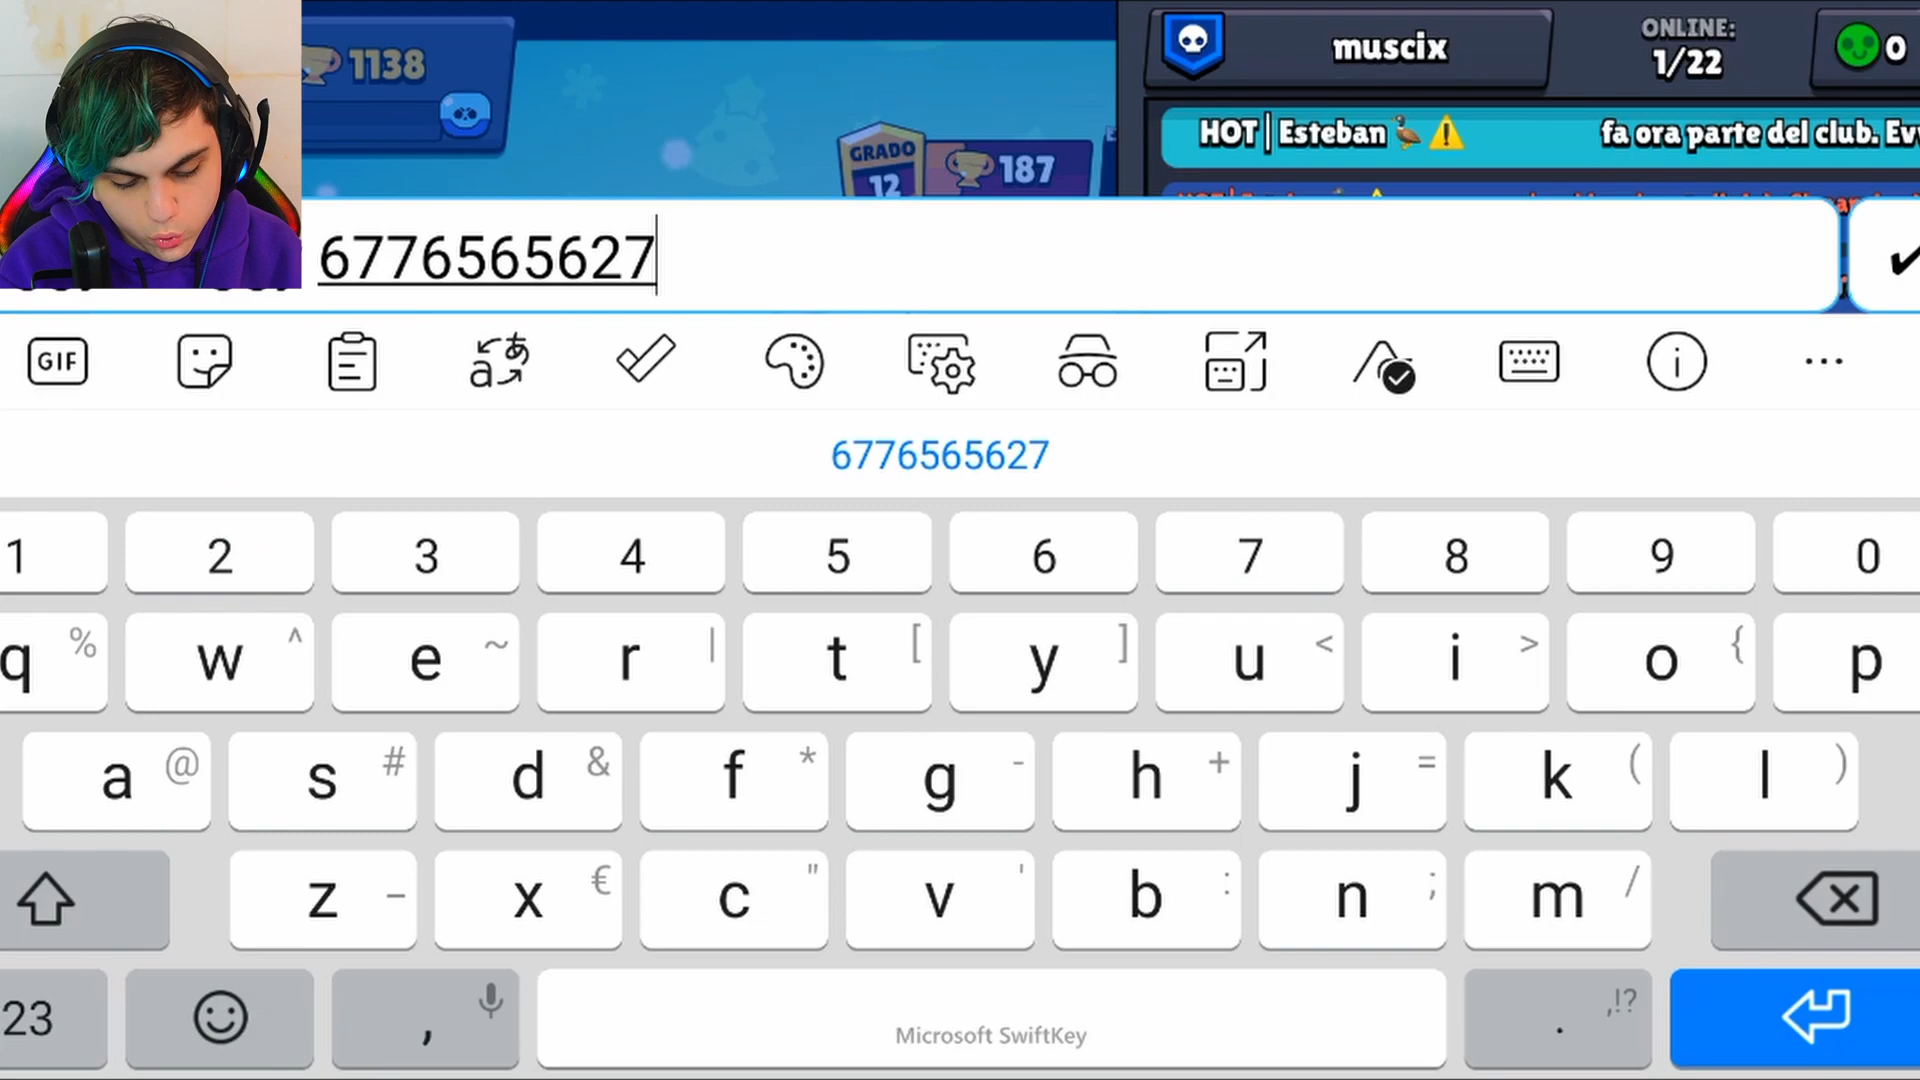 1138
GRADO
12
187
muscix
ONLINE:
1/22
0
HOT | Esteban 🦆⚠️ fa ora parte del club. Ev
6776565627
GIF
6776565627
1 2 3 4 5 6 7 8 9 0
q % w ^ e ~ r | t [ y ] u < i > o { p
a @ s # d & f * g - h + j = k ( l )
z _ x € c " v ' b : n ; m /
23 , Microsoft SwiftKey . ,!?